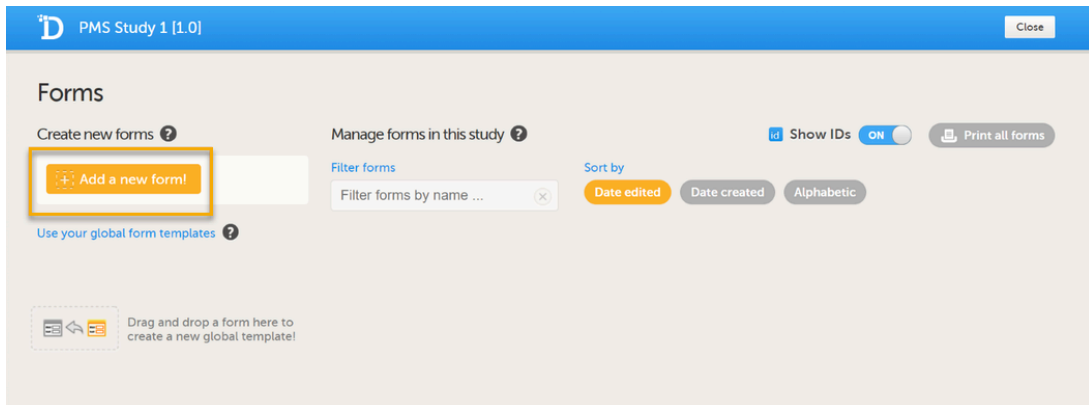 PMS Study 1 [1.0]
Close
Forms
Create new forms ?
Manage forms in this study ?
id Show IDs ON
Print all forms
+ Add a new form!
Filter forms
Filter forms by name ...
Sort by
Date edited
Date created
Alphabetic
Use your global form templates ?
Drag and drop a form here to
create a new global template!